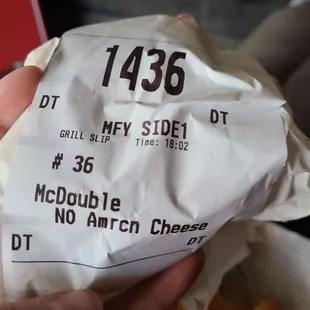 1436
DT DT
MFY SIDE1
GRILL SLIP Time: 18:02
# 36
McDouble
NO Amrcn Cheese
DT DT